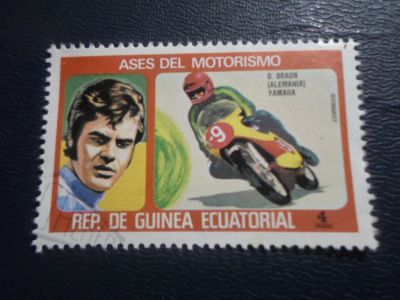 ASES DEL MOTORISMO
D. BRAUN
(ALEMANIA)
YAMAHA
CORREOS
9
REP. DE GUINEA ECUATORIAL
4